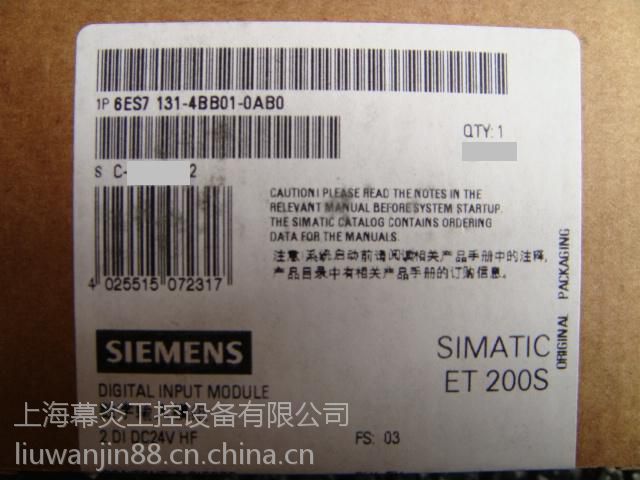 1P 6ES7 131-4BB01-0AB0
QTY: 1
S C- 2
CAUTION! PLEASE READ THE NOTES IN THE
RELEVANT MANUAL BEFORE SYSTEM STARTUP.
THE SIMATIC CATALOG CONTAINS ORDERING
DATA FOR THE MANUALS.
注意:系统启动前请阅读相关产品手册中的注释,
产品目录中有相关产品手册的订购信息。
4 025515 072317
ORIGINAL PACKAGING
SIEMENS
SIMATIC
ET 200S
DIGITAL INPUT MODULE
上海幕炎工控设备有限公司
2 DI DC24V HF
FS: 03
liuwanjin88.cn.china.cn